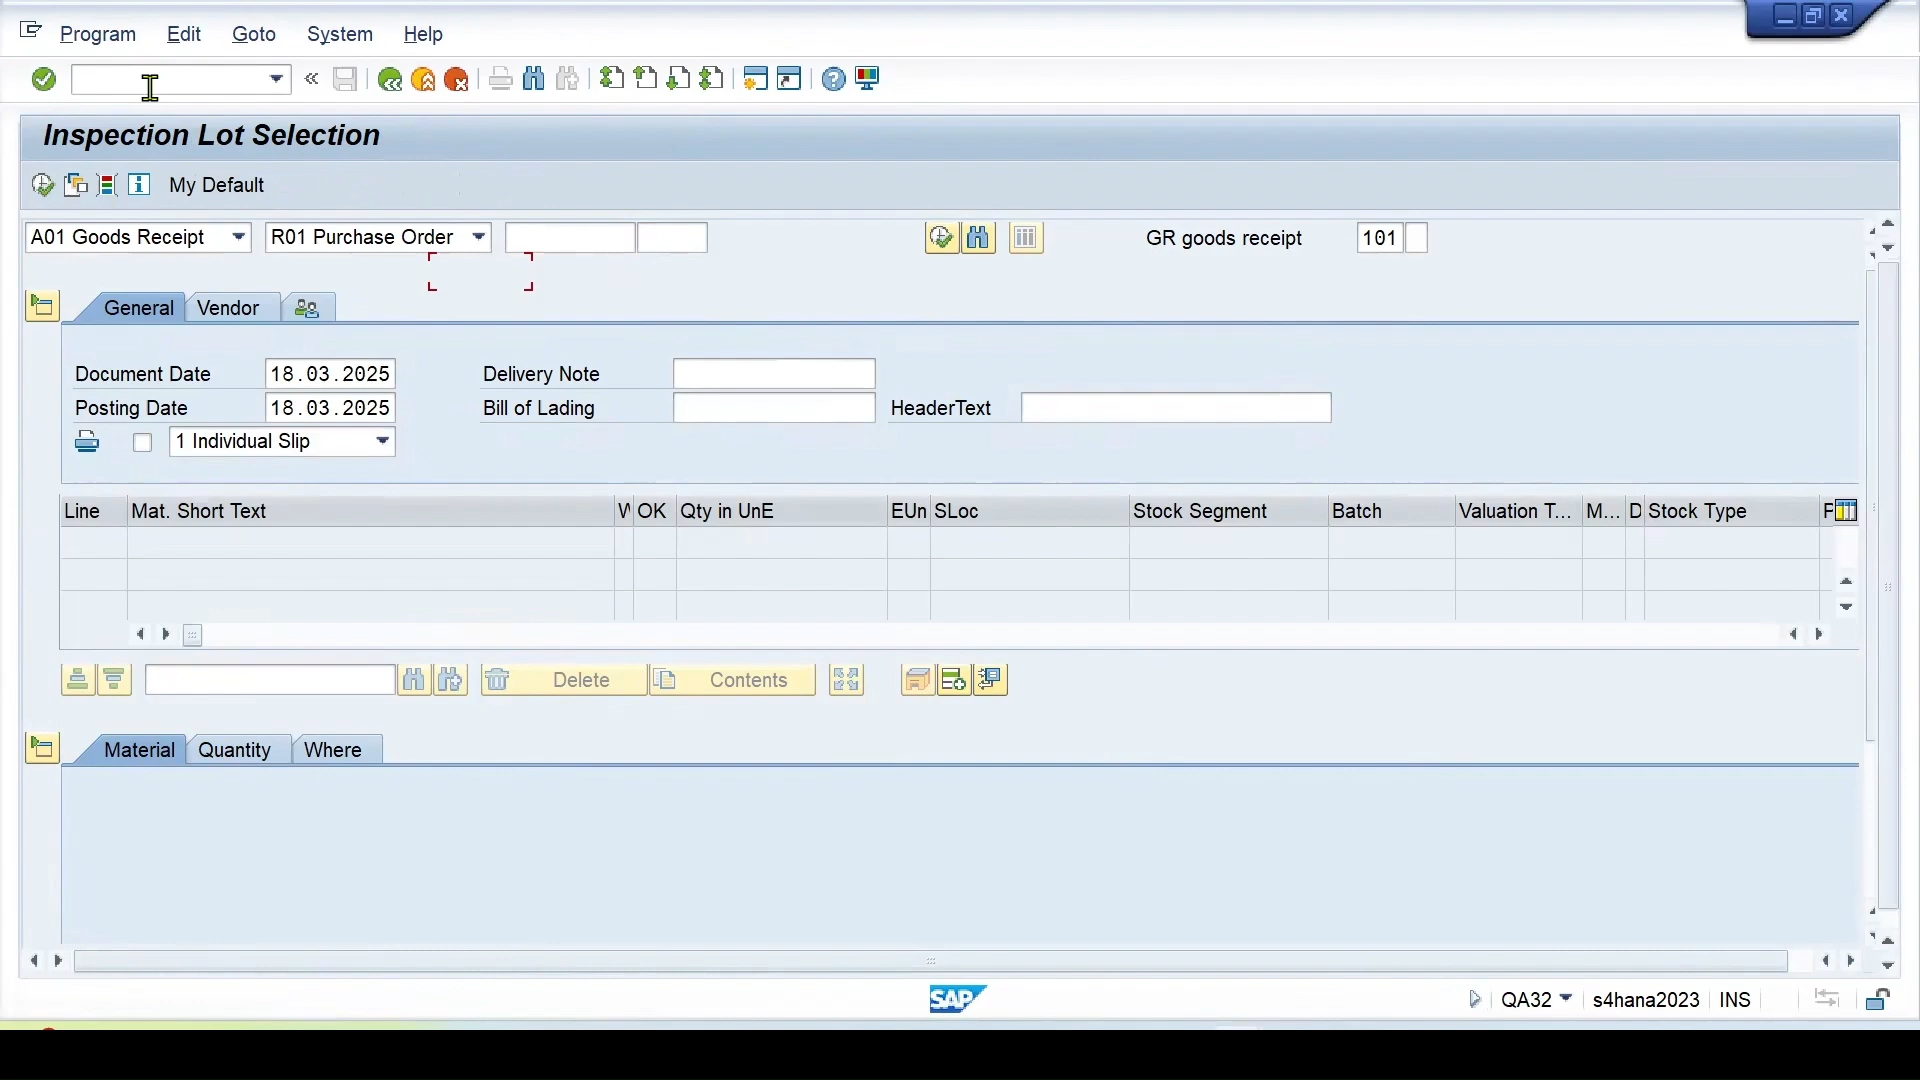 Program Edit Goto System Help
Inspection Lot Selection
My Default
A01 Goods Receipt R01 Purchase Order GR goods receipt 101
General Vendor
Document Date 18.03.2025 Delivery Note
Posting Date 18.03.2025 Bill of Lading HeaderText
1 Individual Slip
Line Mat. Short Text OK Qty in UnE EUn SLoc Stock Segment Batch Valuation T... M... D Stock Type F
Delete Contents
Material Quantity Where
SAP QA32 s4hana2023 INS